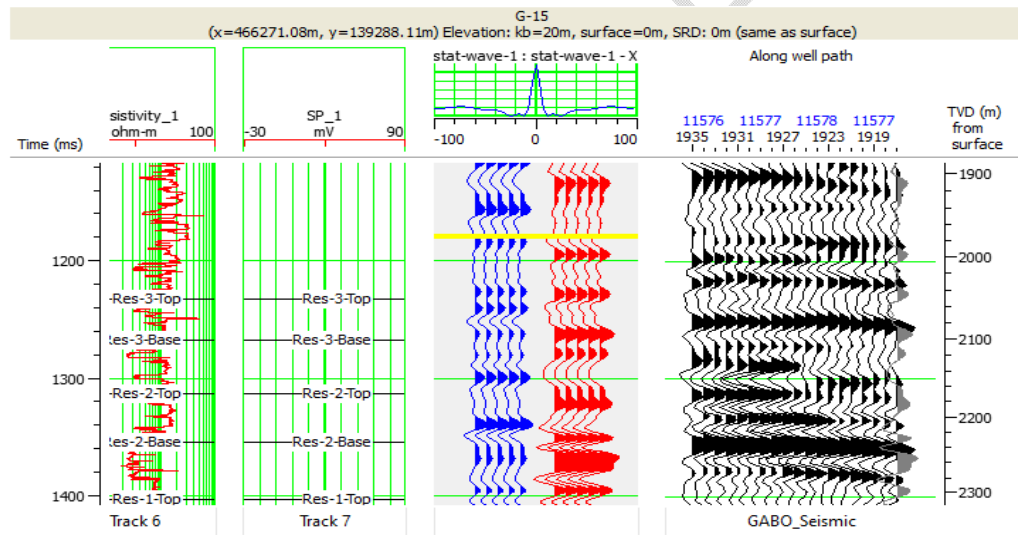 G-15
(x=466271.08m, y=139288.11m) Elevation: kb=20m, surface=0m, SRD: 0m (same as surface)
stat-wave-1 : stat-wave-1 - X
Along well path
sistivity_1
ohm-m 100
SP_1
-30 mV 90
-100 0 100
11576 11577 11578 11577
1935 1931 1927 1923 1919
TVD (m)
from
surface
Time (ms)
1900
1200
2000
-Res-3-Top
-Res-3-Top
2100
Res-3-Base
-Res-3-Base
1300
-Res-2-Top
-Res-2-Top
2200
Res-2-Base
-Res-2-Base
1400
-Res-1-Top
-Res-1-Top
2300
Track 6
Track 7
GABO_Seismic